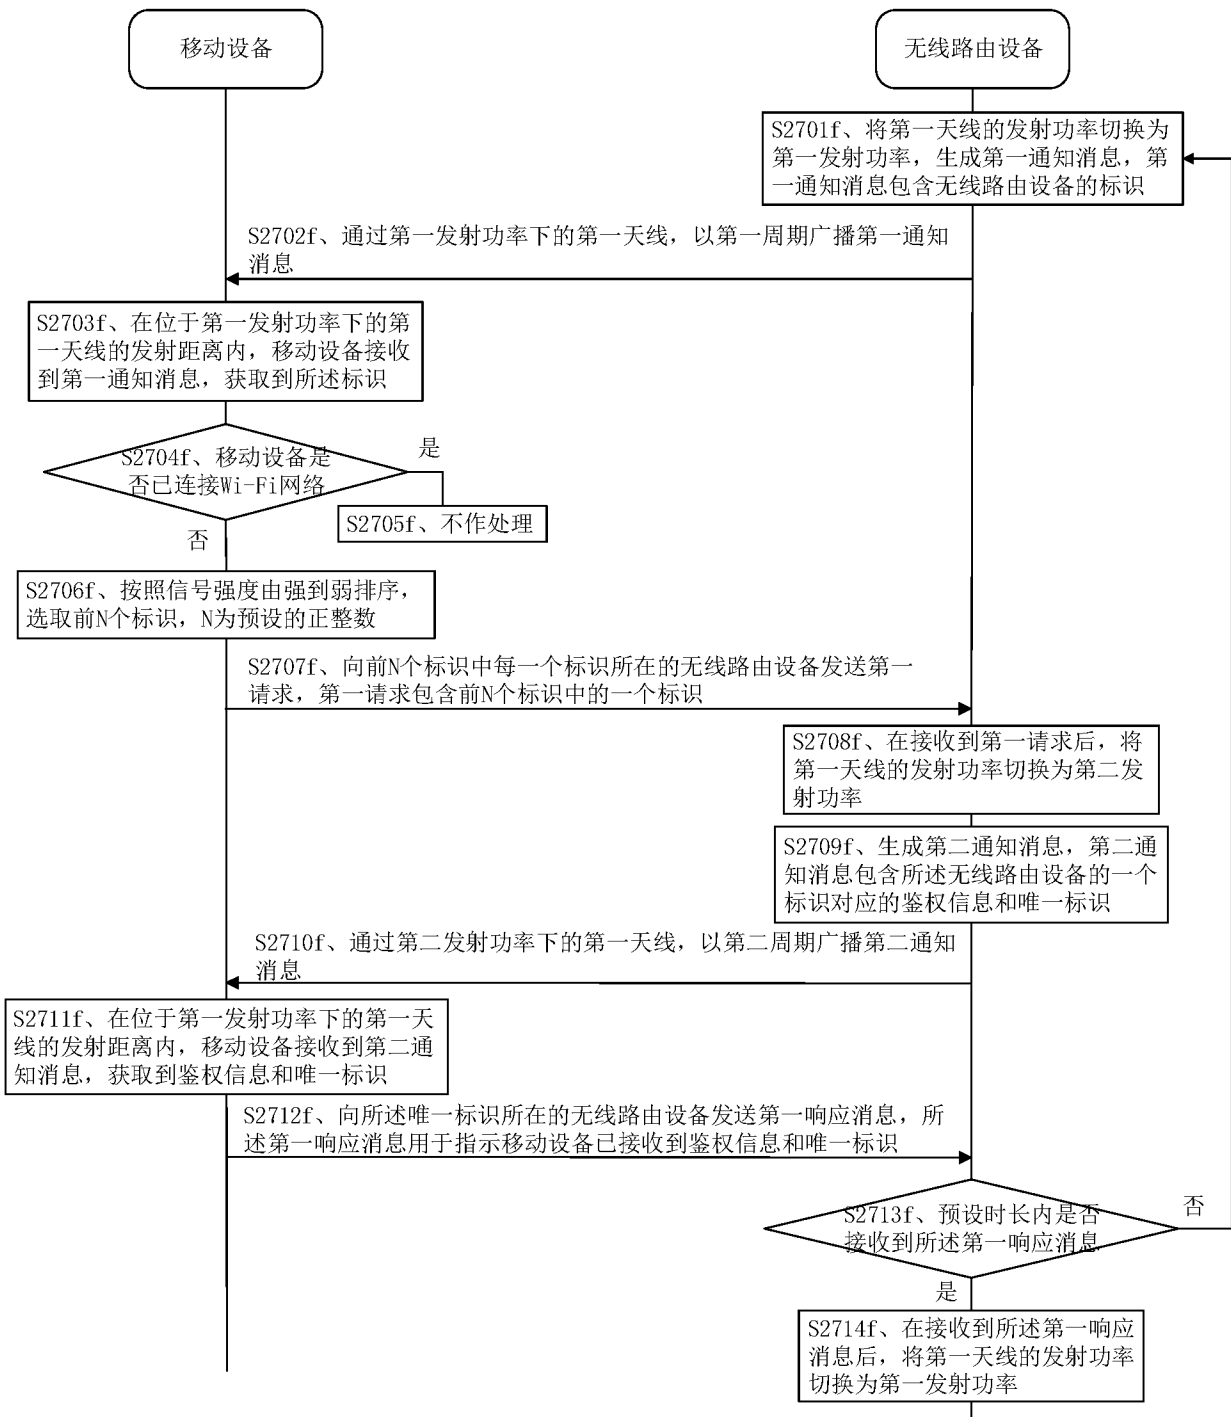 移动设备
无线路由设备
S2701f、将第一天线的发射功率切换为
第一发射功率，生成第一通知消息，第
一通知消息包含无线路由设备的标识
S2702f、通过第一发射功率下的第一天线，以第一周期广播第一通知
消息
S2703f、在位于第一发射功率下的第
一天线的发射距离内，移动设备接收
到第一通知消息，获取到所述标识
S2704f、移动设备是
否已连接Wi-Fi网络
是
S2705f、不作处理
否
S2706f、按照信号强度由强到弱排序，
选取前N个标识，N为预设的正整数
S2707f、向前N个标识中每一个标识所在的无线路由设备发送第一
请求，第一请求包含前N个标识中的一个标识
S2708f、在接收到第一请求后，将
第一天线的发射功率切换为第二发
射功率
S2709f、生成第二通知消息，第二通
知消息包含所述无线路由设备的一个
标识对应的鉴权信息和唯一标识
S2710f、通过第二发射功率下的第一天线，以第二周期广播第二通知
消息
S2711f、在位于第一发射功率下的第一天
线的发射距离内，移动设备接收到第二通
知消息，获取到鉴权信息和唯一标识
S2712f、向所述唯一标识所在的无线路由设备发送第一响应消息，所
述第一响应消息用于指示移动设备已接收到鉴权信息和唯一标识
S2713f、预设时长内是否
接收到所述第一响应消息
否
是
S2714f、在接收到所述第一响应
消息后，将第一天线的发射功率
切换为第一发射功率